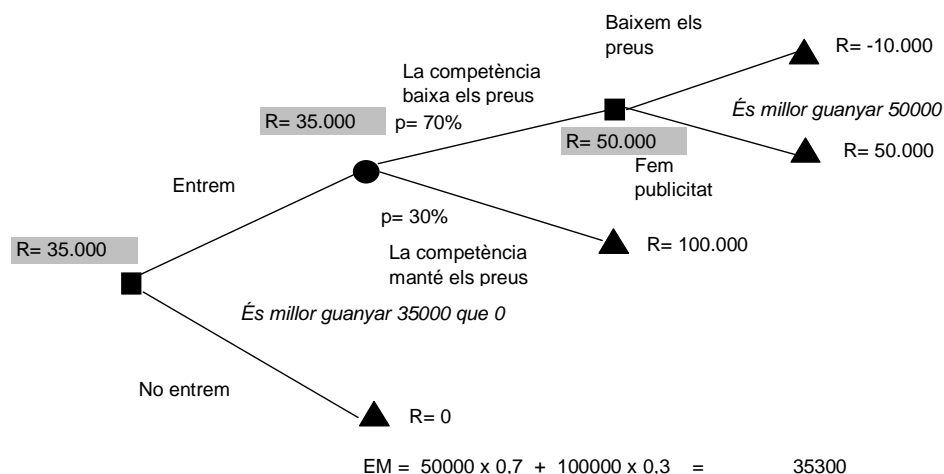 Baixem els
preus
R= -10.000
La competència
baixa els preus
R= 35.000
p= 70%
És millor guanyar 50000
R= 50.000
R= 50.000
Fem
publicitat
Entrem
p= 30%
R= 35.000
La competència
manté els preus
R= 100.000
És millor guanyar 35000 que 0
No entrem
R= 0
EM = 50000 x 0,7 + 100000 x 0,3 = 35300